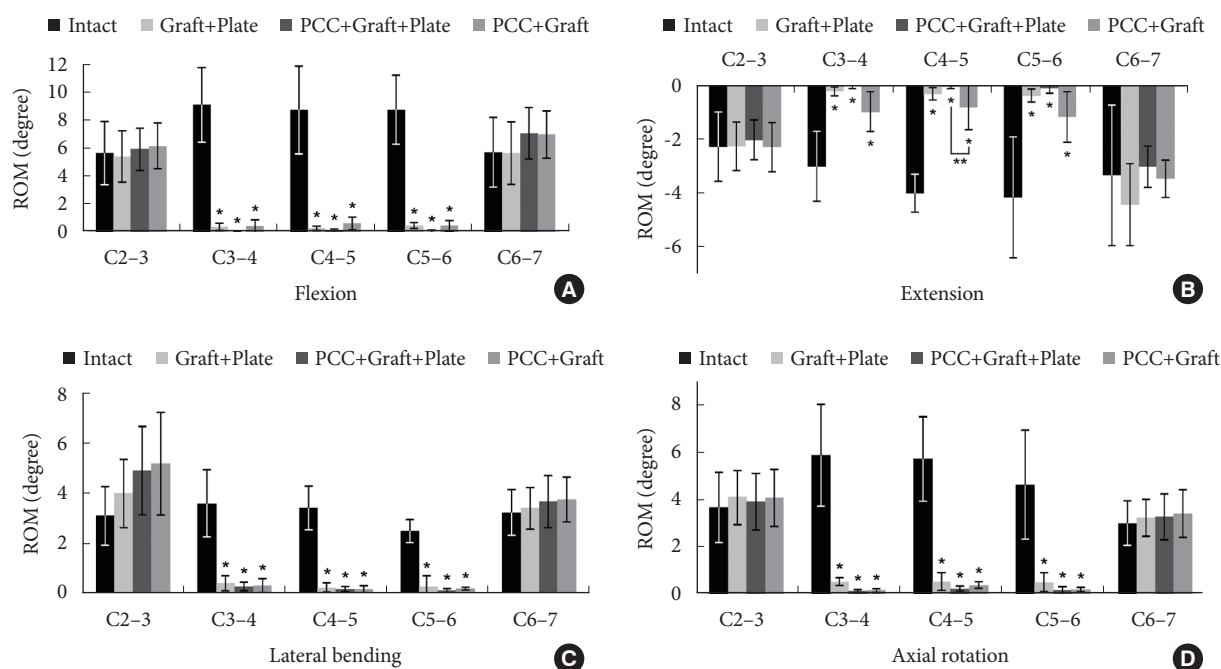 ■ Intact ■ Graft+Plate ■ PCC+Graft+Plate ■ PCC+Graft
ROM (degree)
12
10
8
6
4
2
0
* * *
* * *
* * *
C2–3 C3–4 C4–5 C5–6 C6–7
Flexion
A
■ Intact ■ Graft+Plate ■ PCC+Graft+Plate ■ PCC+Graft
C2–3 C3–4 C4–5 C5–6 C6–7
ROM (degree)
0
-2
-4
-6
* * *
* * *
**
* * *
Extension
B
■ Intact ■ Graft+Plate ■ PCC+Graft+Plate ■ PCC+Graft
ROM (degree)
8
6
4
2
0
* * *
* * *
* * *
C2–3 C3–4 C4–5 C5–6 C6–7
Lateral bending
C
■ Intact ■ Graft+Plate ■ PCC+Graft+Plate ■ PCC+Graft
ROM (degree)
8
6
4
2
0
* * *
* * *
* * *
C2–3 C3–4 C4–5 C5–6 C6–7
Axial rotation
D